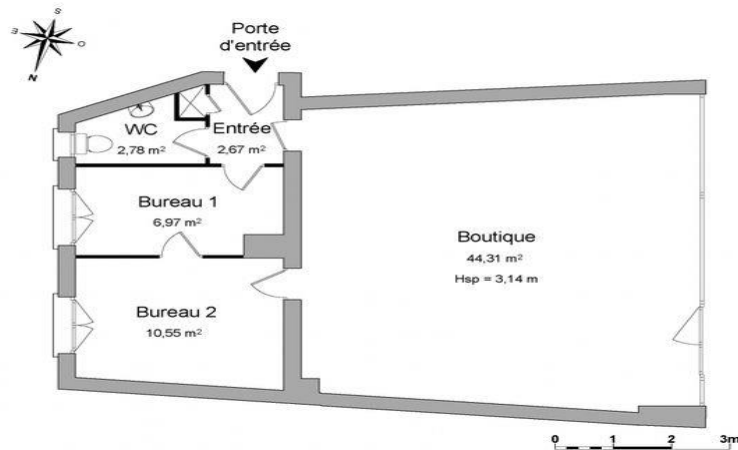 S
E
O
N
Porte
d'entrée
WC
2,78 m²
Entrée
2,67 m²
Bureau 1
6,97 m²
Boutique
44,31 m²
Hsp = 3,14 m
Bureau 2
10,55 m²
0 1 2 3m